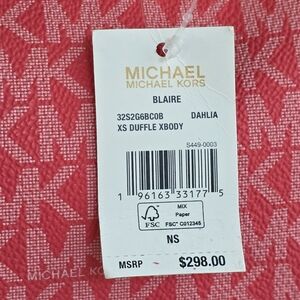 MICHAEL
MICHAEL KORS
BLAIRE
32S2G6BC0B DAHLIA
XS DUFFLE XBODY
S449-0003
1 96163 33177 5
FSC
MIX
Paper
FSC® C012345
NS
MSRP $298.00
MICHAEL KORS